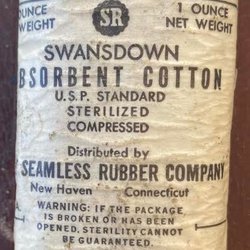 OUNCE
WEIGHT
SR
1 OUNCE
NET WEIGHT
SWANSDOWN
BSORBENT COTTON
U.S.P. STANDARD
STERILIZED
COMPRESSED
Distributed by
SEAMLESS RUBBER COMPANY
New Haven Connecticut
WARNING: IF THE PACKAGE
IS BROKEN OR HAS BEEN
OPENED, STERILITY CANNOT
BE GUARANTEED.